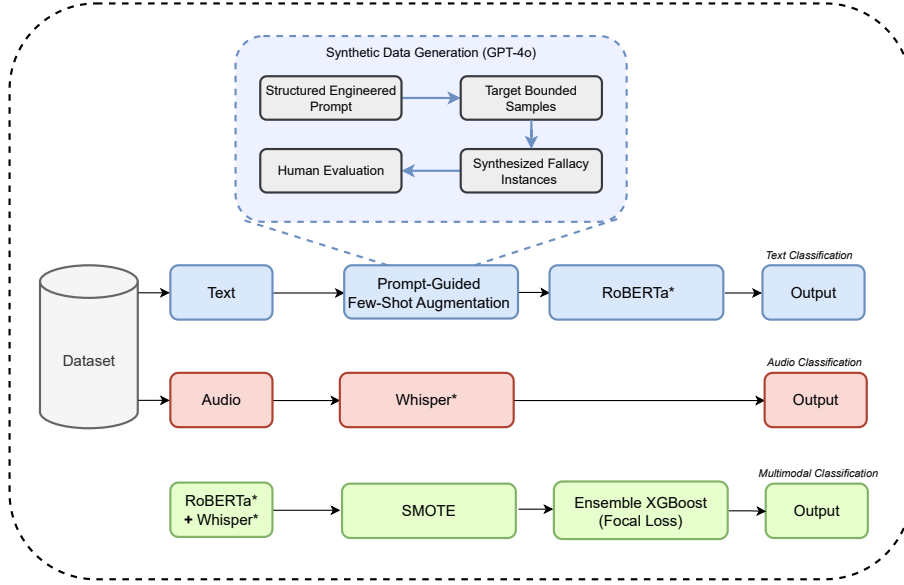 Synthetic Data Generation (GPT-4o)
Structured Engineered
Prompt
Target Bounded
Samples
Human Evaluation
Synthesized Fallacy
Instances
Text Classification
Text
Prompt-Guided
Few-Shot Augmentation
RoBERTa*
Output
Dataset
Audio Classification
Audio
Whisper*
Output
Multimodal Classification
RoBERTa*
+ Whisper*
SMOTE
Ensemble XGBoost
(Focal Loss)
Output